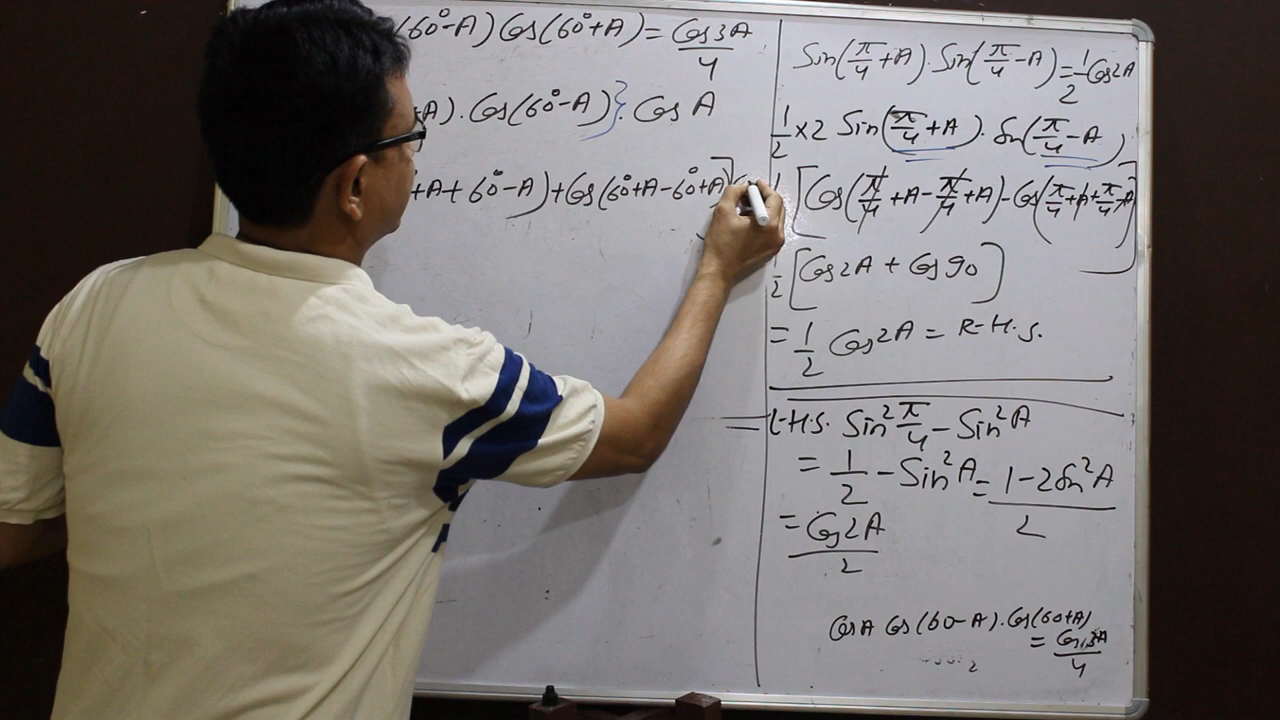 (60°-A) Cos(60°+A) = Cos3A/4
+A). Cos(60°-A)}. Cos A
+A+60°-A)+Cos(60°+A-60°+A)]
Sin(π/4+A). Sin(π/4-A)=1/2 Cos2A
1/2 ×2 Sin(π/4+A). Sn(π/4-A)
1/2 [Cos(π/4+A-π/4+A)-Cos(π/4+A+π/4-A)]
1/2 [Cos2A + Cos90]
= 1/2 Cos2A = R-H.S.
L-H.S. Sin²π/4 - Sin²A
= 1/2 - Sin²A = 1-2Sin²A/2
= Cos2A/2
CosA Cos(60-A).Cos(60+A)
= Cos3A/4